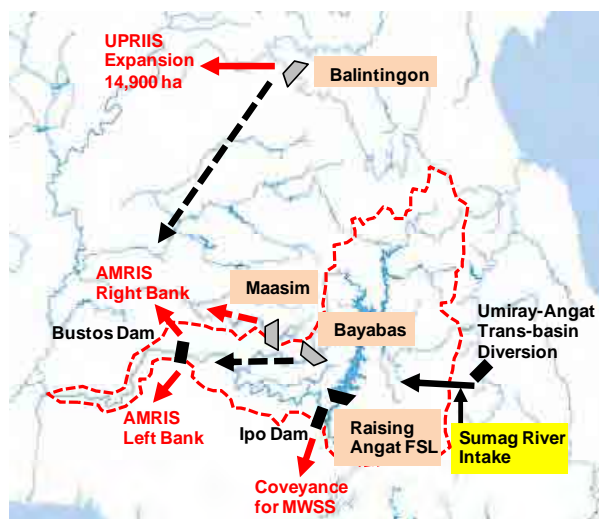 UPRIIS
Expansion
14,900 ha
Balintingon
AMRIS
Right Bank
Maasim
Bustos Dam
Bayabas
Umiray-Angat
Trans-basin
Diversion
AMRIS
Left Bank
Ipo Dam
Raising
Angat FSL
Sumag River
Intake
Coveyance
for MWSS